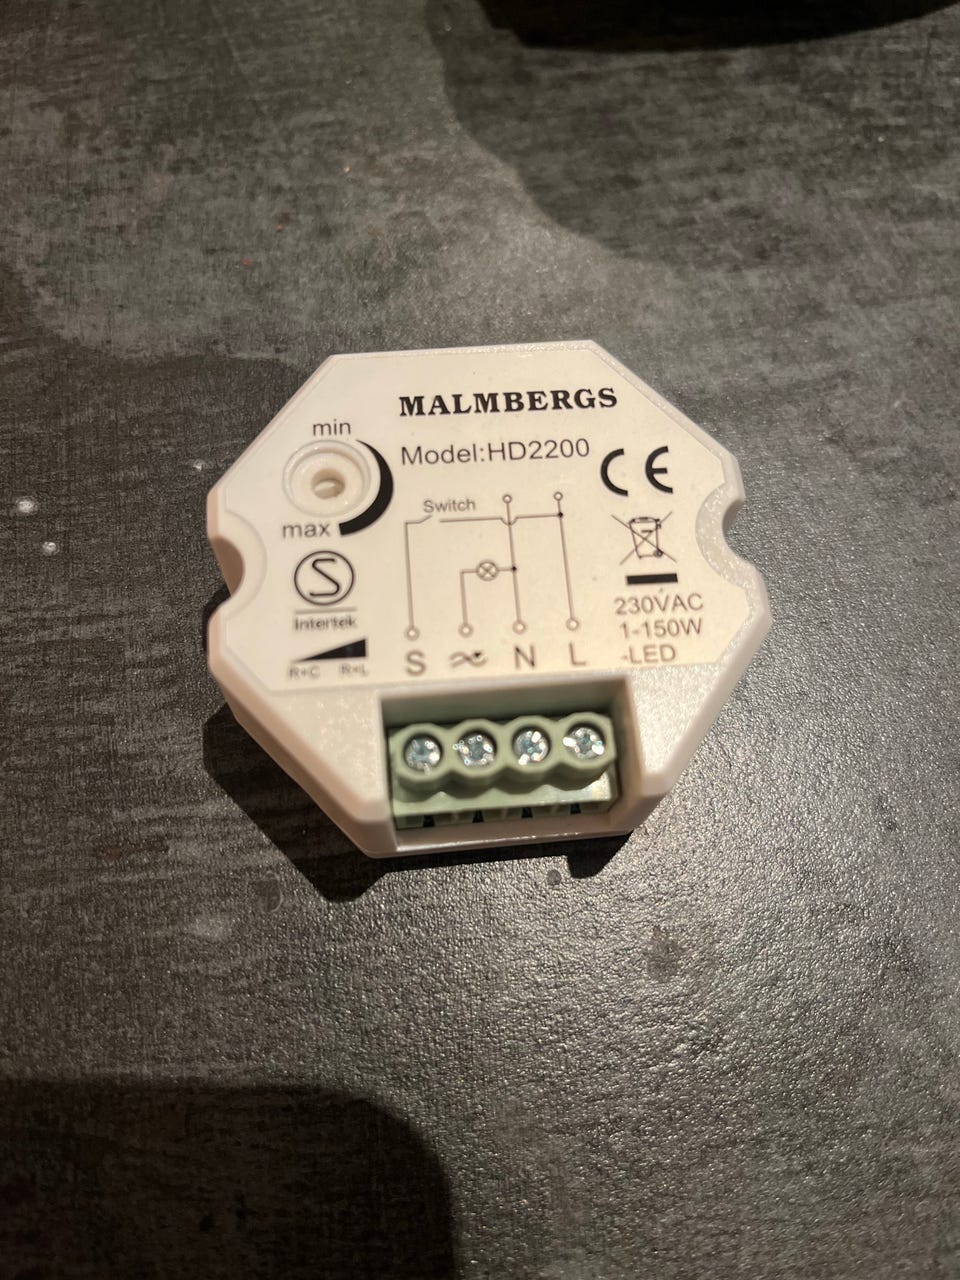 MALMBERGS
min
Model:HD2200
CE
Switch
max
S
Intertek
230VAC
1-150W
-LED
R+C R+L
S N L